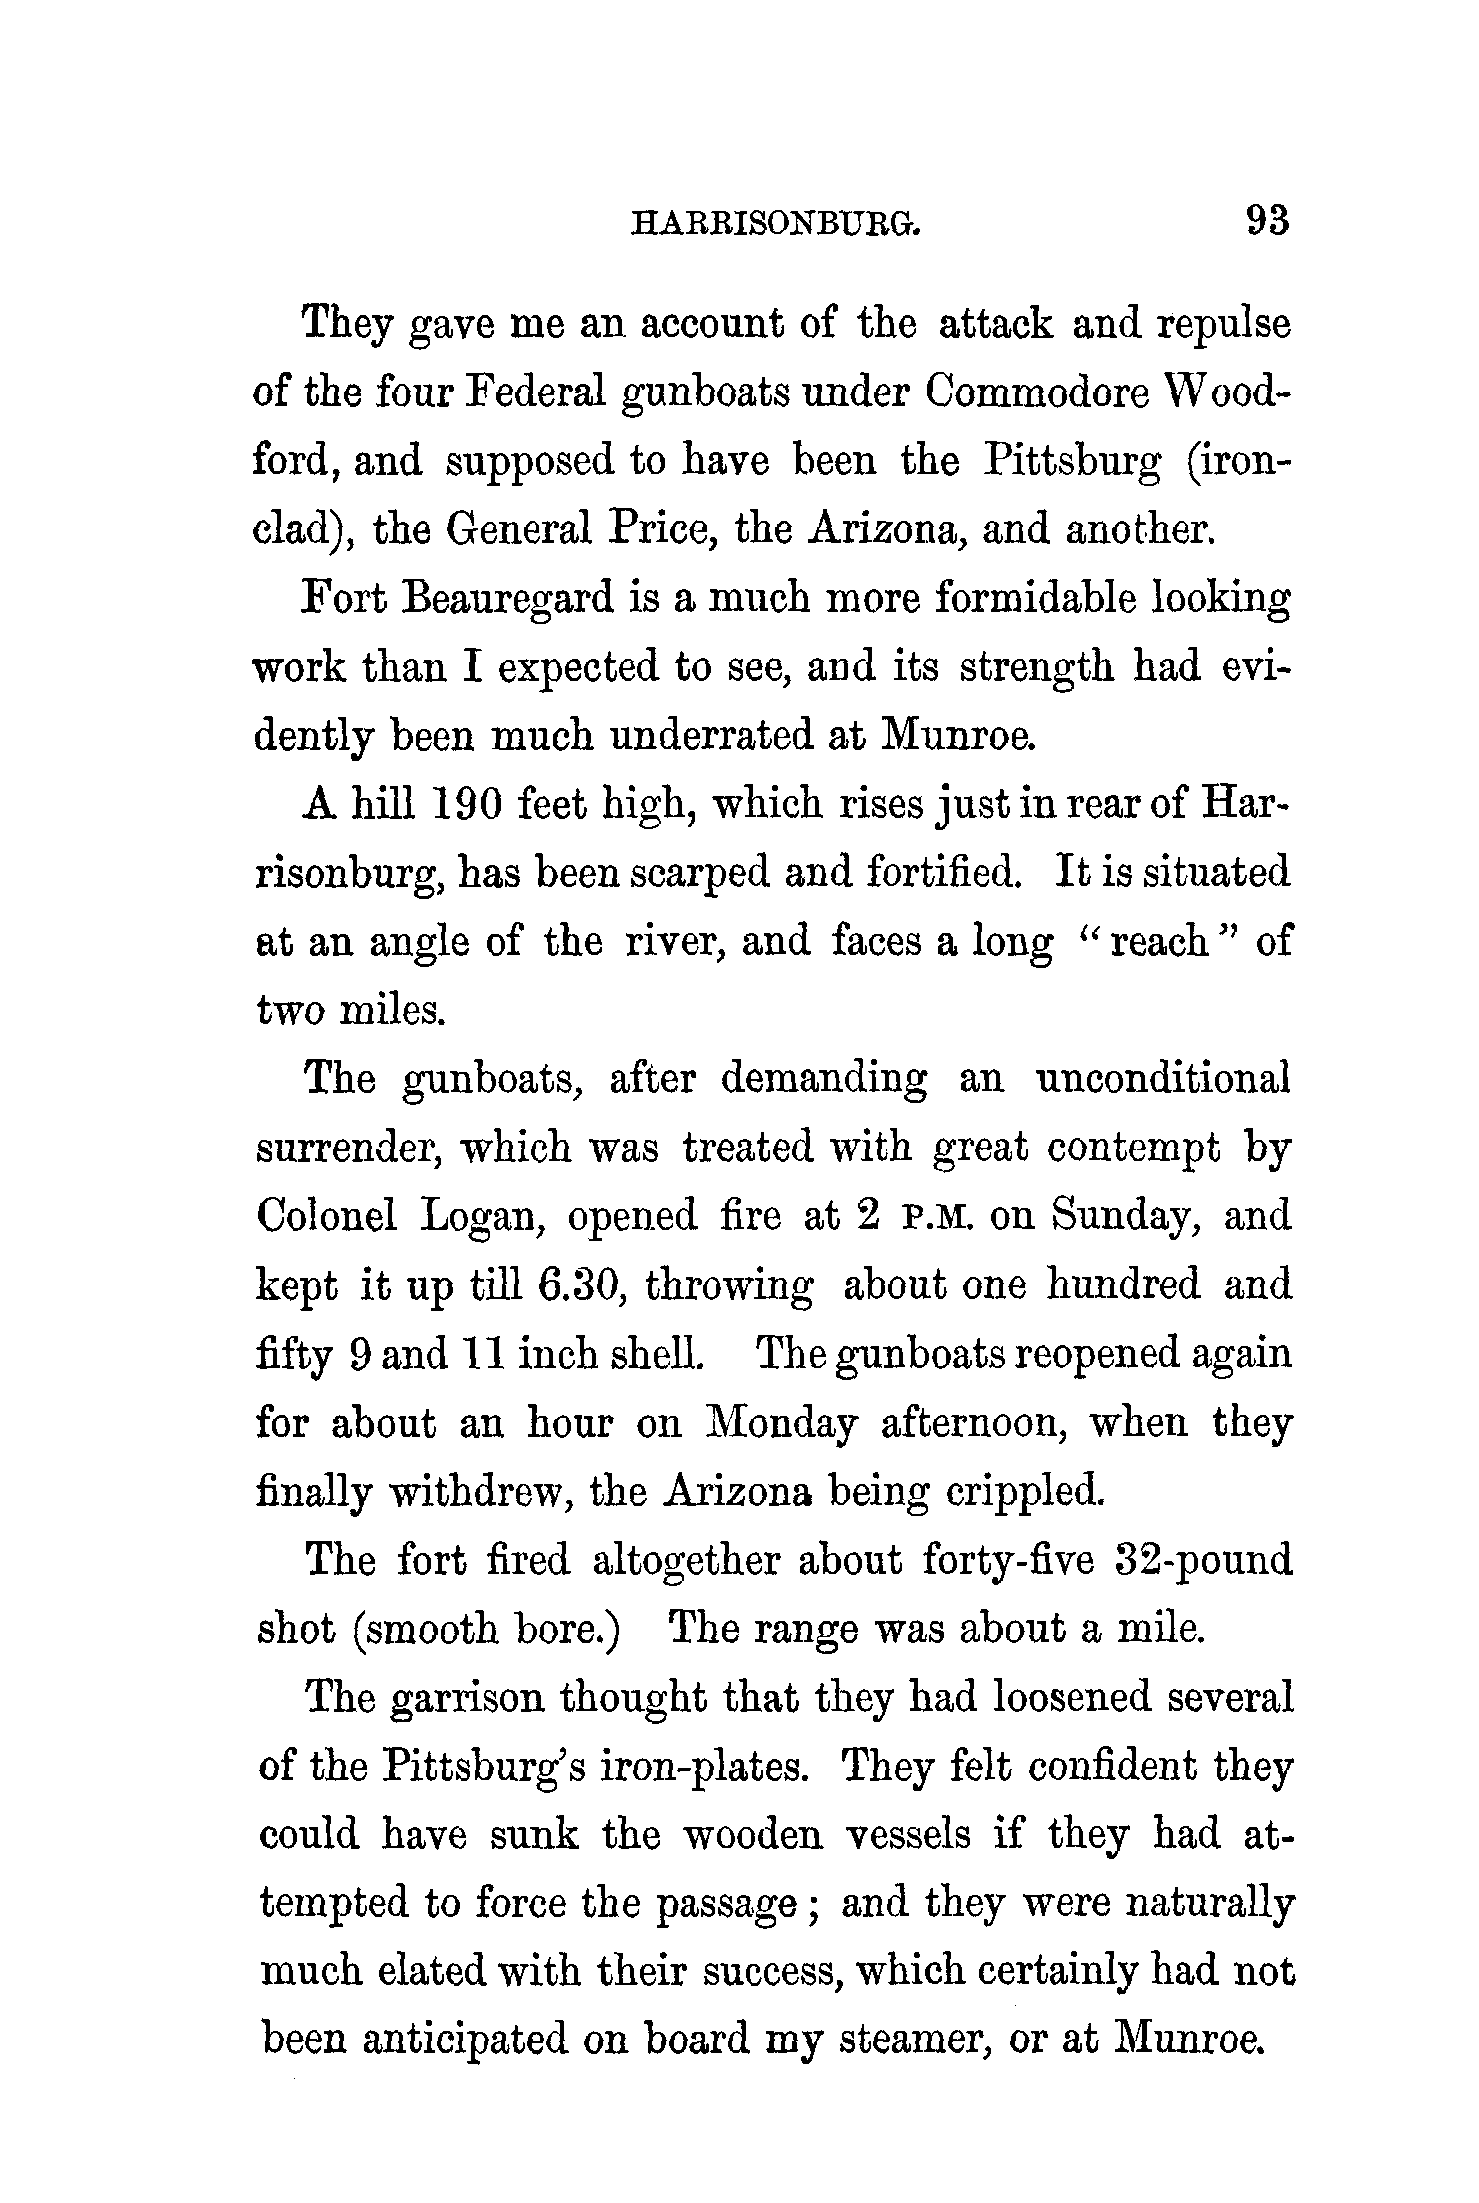 HARRISONBURG. 93
They gave me an account of the attack and repulse
of the four Federal gunboats under Commodore Wood-
ford, and supposed to have been the Pittsburg (iron-
clad), the General Price, the Arizona, and another.
Fort Beauregard is a much more formidable looking
work than I expected to see, and its strength had evi-
dently been much underrated at Munroe.
A hill 190 feet high, which rises just in rear of Har-
risonburg, has been scarped and fortified. It is situated
at an angle of the river, and faces a long “reach” of
two miles.
The gunboats, after demanding an unconditional
surrender, which was treated with great contempt by
Colonel Logan, opened fire at 2 P.M. on Sunday, and
kept it up till 6.30, throwing about one hundred and
fifty 9 and 11 inch shell. The gunboats reopened again
for about an hour on Monday afternoon, when they
finally withdrew, the Arizona being crippled.
The fort fired altogether about forty-five 32-pound
shot (smooth bore.) The range was about a mile.
The garrison thought that they had loosened several
of the Pittsburg’s iron-plates. They felt confident they
could have sunk the wooden vessels if they had at-
tempted to force the passage; and they were naturally
much elated with their success, which certainly had not
been anticipated on board my steamer, or at Munroe.